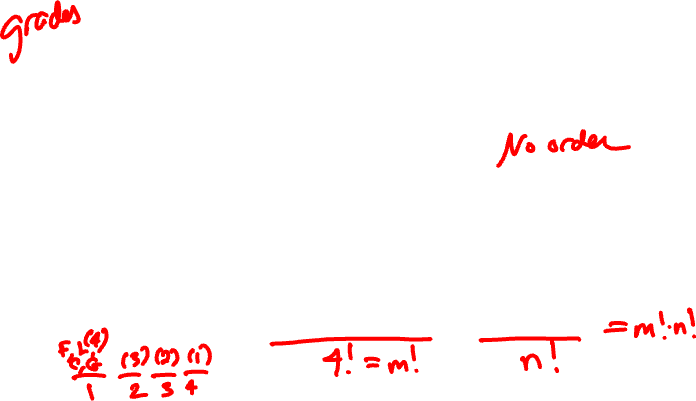 grades
No order
= m!·n!
(4)
F, L, (3) (2) (1)
1 2 3 4
4! = m! n!